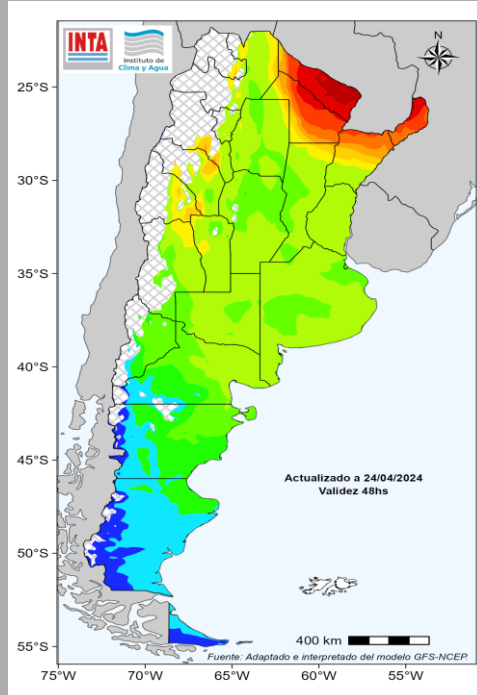 INTA
Instituto de
Clima y Agua
N
25°S
30°S
35°S
40°S
45°S
50°S
55°S
Actualizado a 24/04/2024
Validez 48hs
400 km
Fuente: Adaptado e interpretado del modelo GFS-NCEP.
75°W
70°W
65°W
60°W
55°W